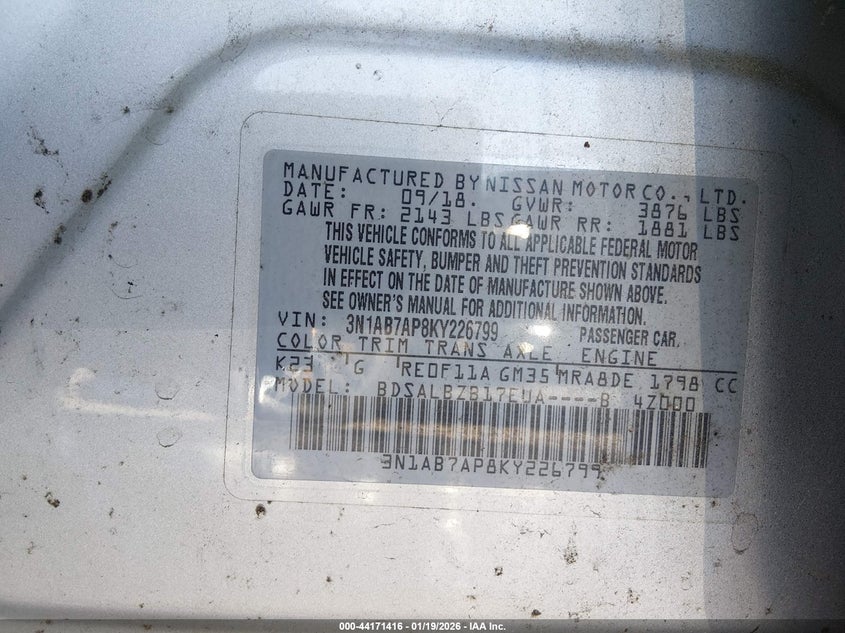 MANUFACTURED BY NISSAN MOTOR CO., LTD.
DATE: 09/18. GVWR: 3876 LBS
GAWR FR: 2143 LBS GAWR RR: 1881 LBS
THIS VEHICLE CONFORMS TO ALL APPLICABLE FEDERAL MOTOR
VEHICLE SAFETY, BUMPER AND THEFT PREVENTION STANDARDS
IN EFFECT ON THE DATE OF MANUFACTURE SHOWN ABOVE.
SEE OWNER'S MANUAL FOR ADDITIONAL INFORMATION.
VIN: 3N1AB7AP8KY226799 PASSENGER CAR.
COLOR TRIM TRANS AXLE ENGINE
K23 G RE0F11A GM35 MRA8DE 1798 CC
MODEL: BDSALBZB17EUA----B 4Z000
3N1AB7AP8KY226799
000-44171416 - 01/19/2026 - IAA Inc.